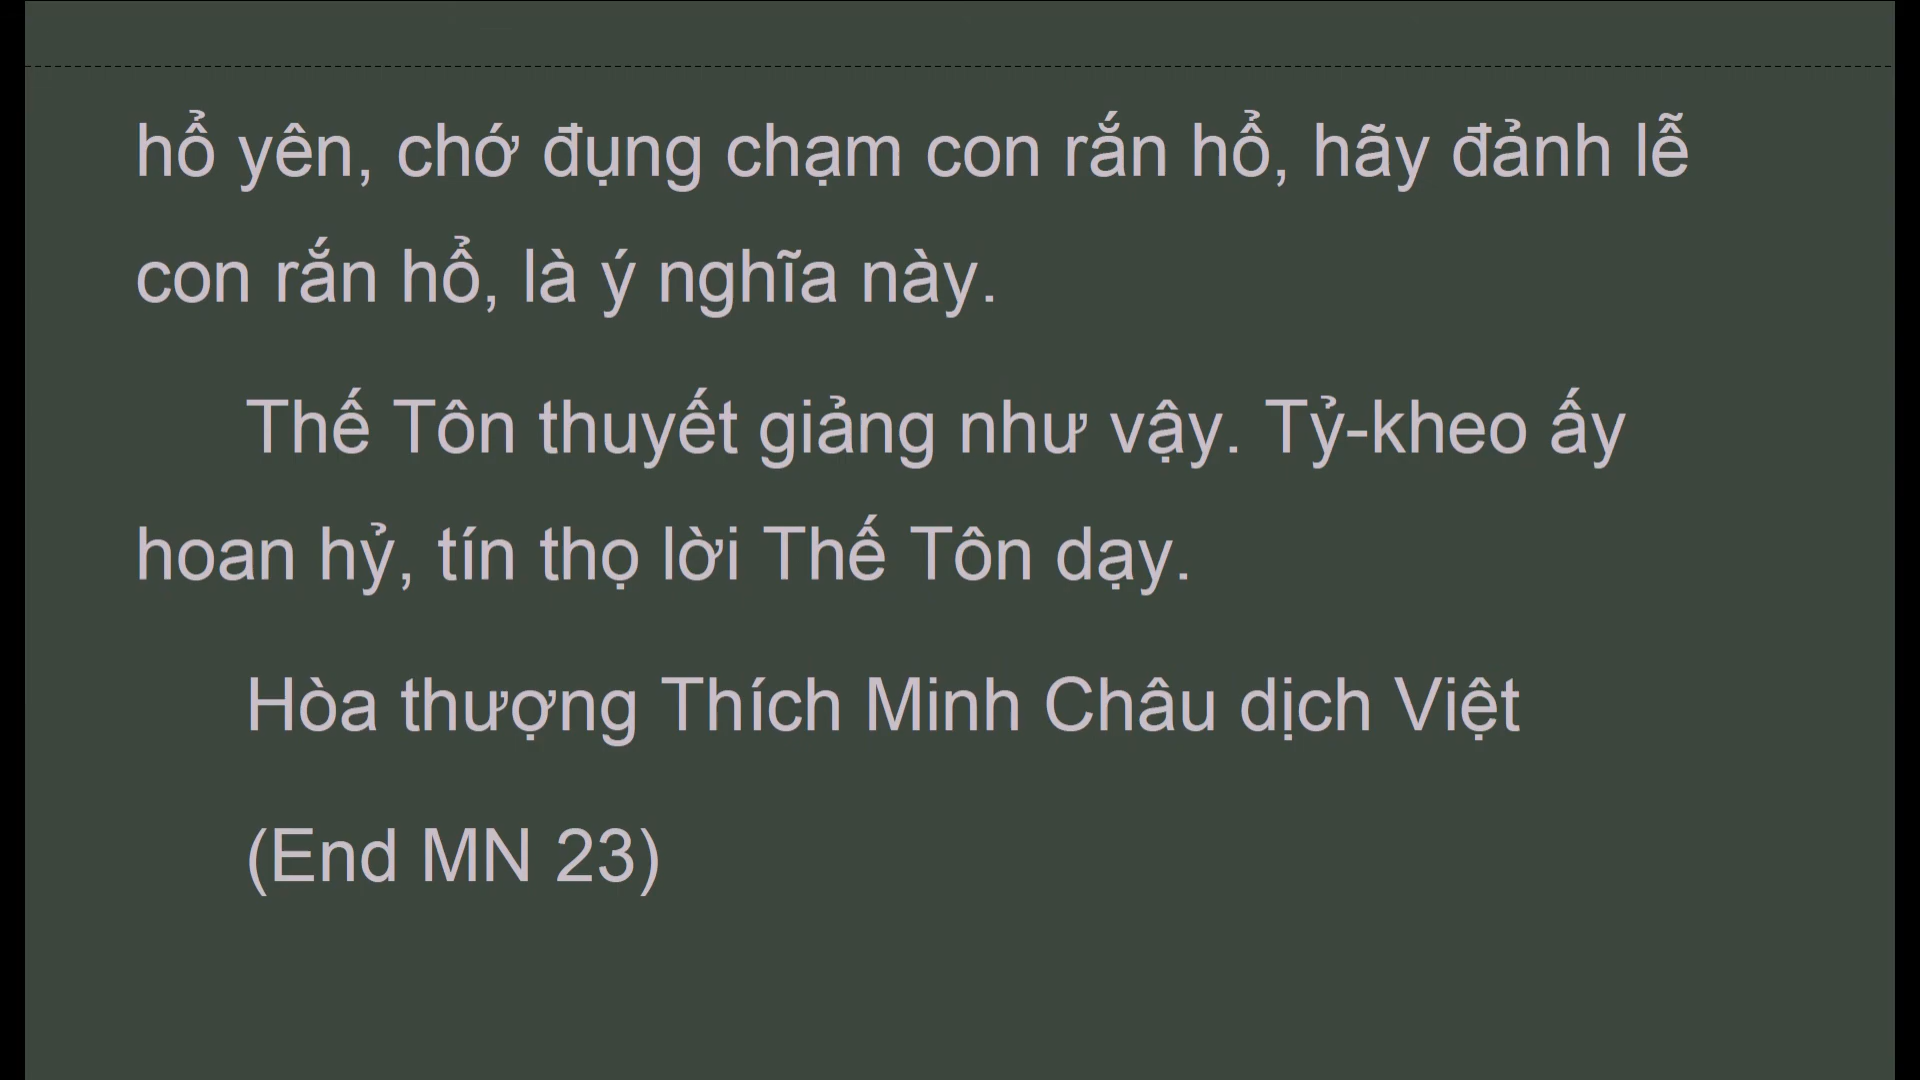 hổ yên, chớ đụng chạm con rắn hổ, hãy đảnh lễ
con rắn hổ, là ý nghĩa này.
Thế Tôn thuyết giảng như vậy. Tỷ-kheo ấy
hoan hỷ, tín thọ lời Thế Tôn dạy.
Hòa thượng Thích Minh Châu dịch Việt
(End MN 23)